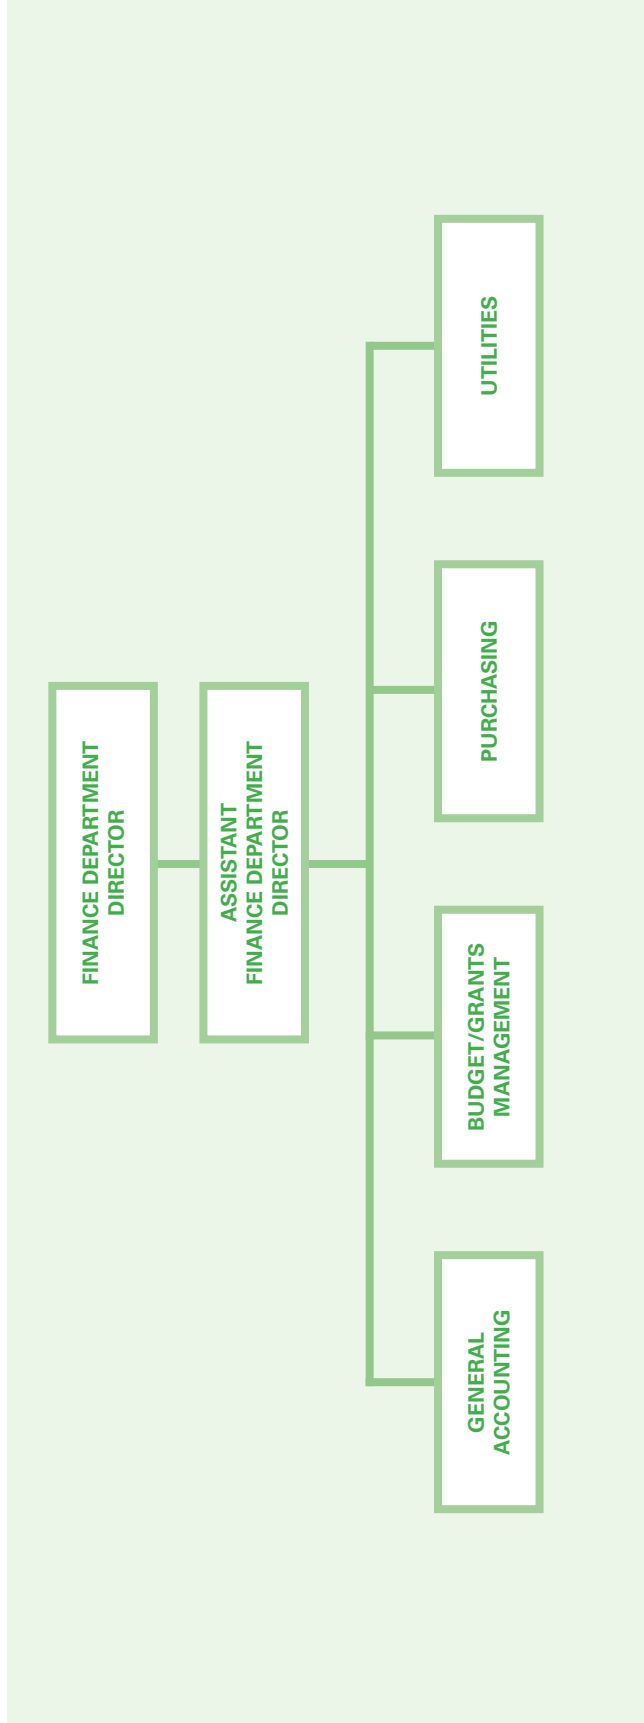 FINANCE DEPARTMENT
DIRECTOR
ASSISTANT
FINANCE DEPARTMENT
DIRECTOR
GENERAL
ACCOUNTING
BUDGET/GRANTS
MANAGEMENT
PURCHASING
UTILITIES